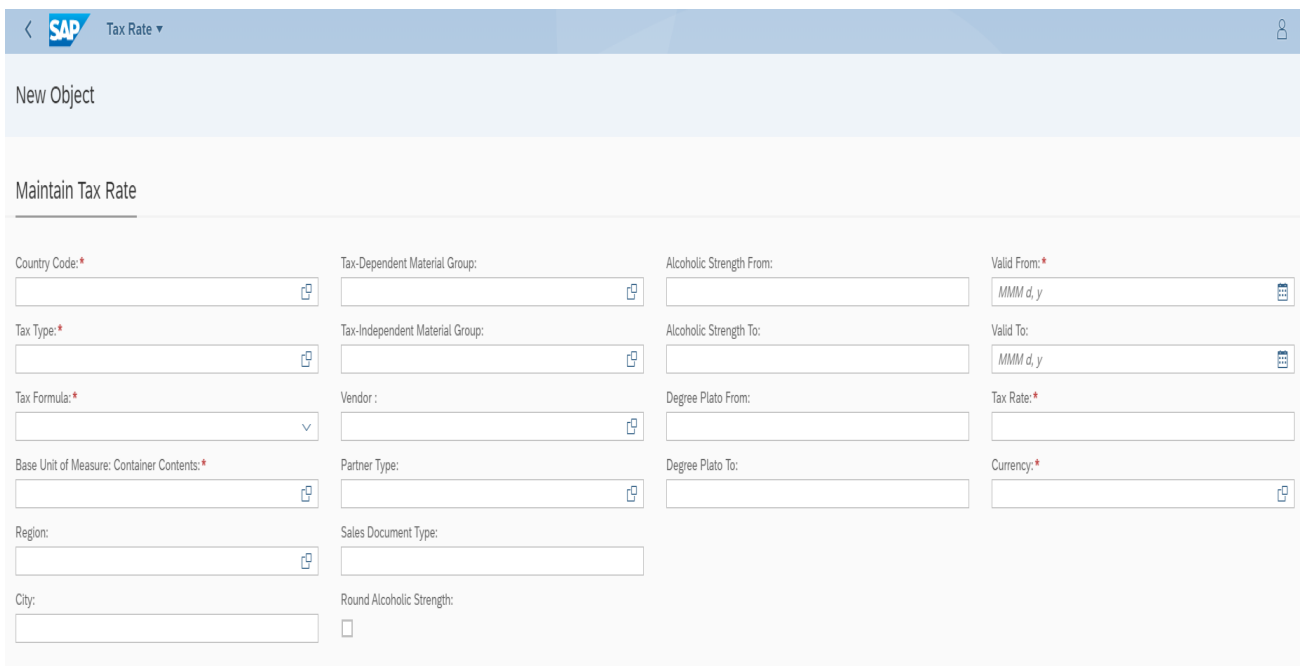 SAP Tax Rate
New Object
Maintain Tax Rate
Country Code:*
Tax-Dependent Material Group:
Alcoholic Strength From:
Valid From:*
MMM d, y
Tax Type:*
Tax-Independent Material Group:
Alcoholic Strength To:
Valid To:
MMM d, y
Tax Formula:*
Vendor :
Degree Plato From:
Tax Rate:*
Base Unit of Measure: Container Contents:*
Partner Type:
Degree Plato To:
Currency:*
Region:
Sales Document Type:
City:
Round Alcoholic Strength: